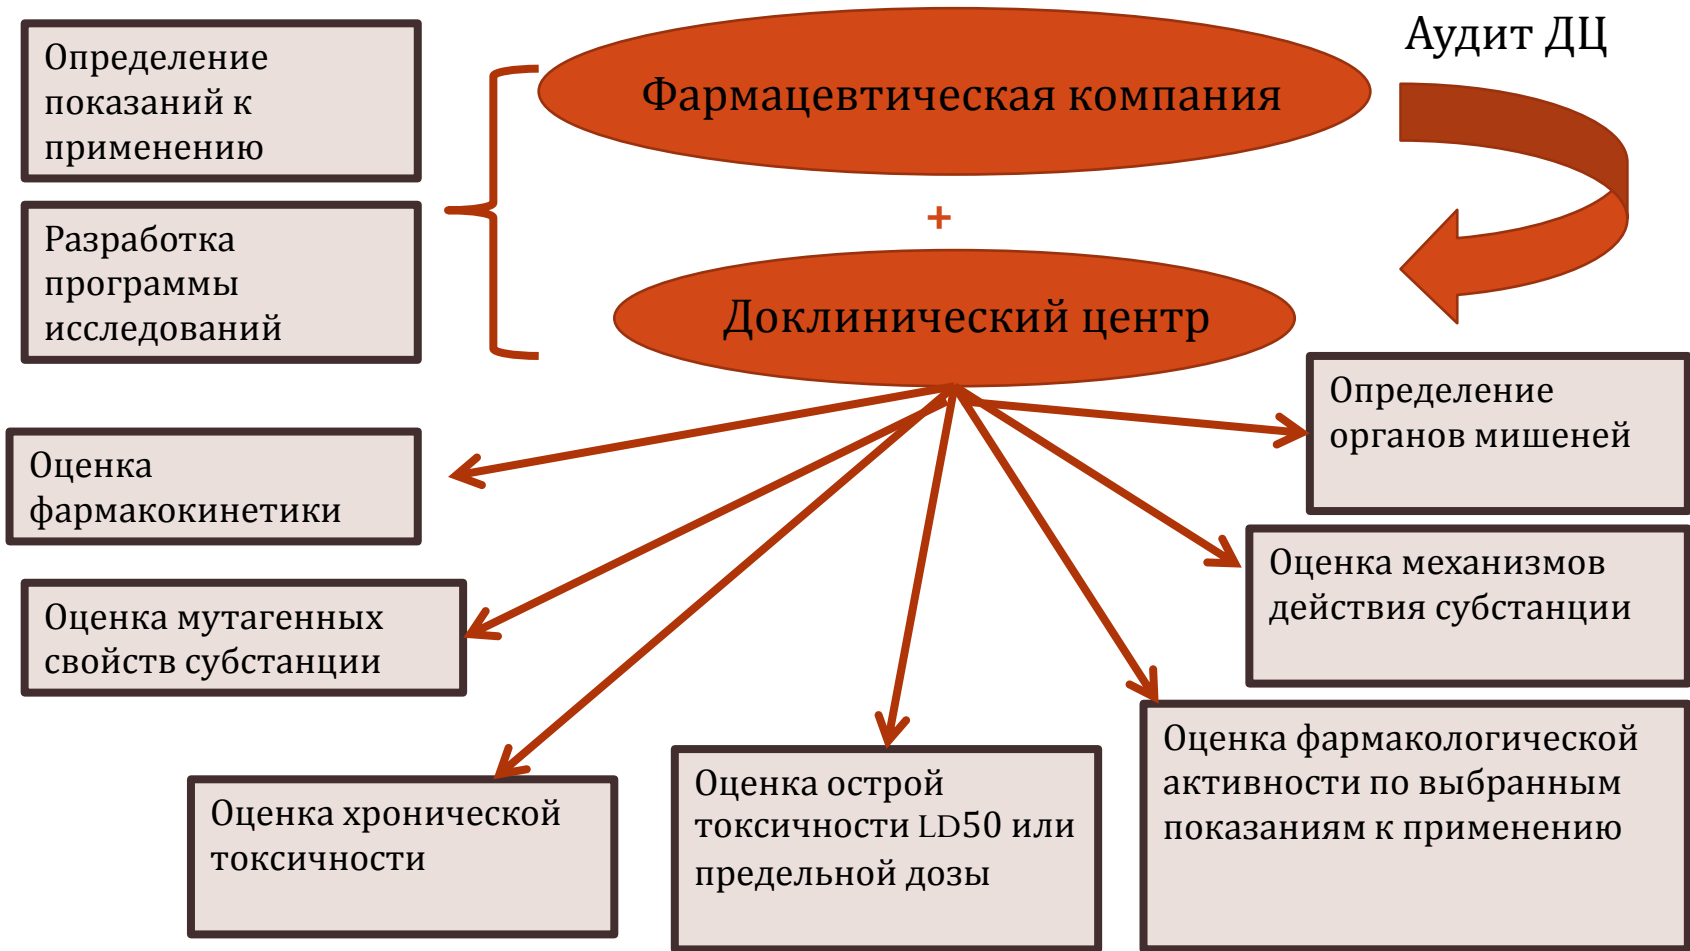 Определение
показаний к
применению
Фармацевтическая компания
Аудит ДЦ
+
Разработка
программы
исследований
Доклинический центр
Определение
органов мишеней
Оценка
фармакокинетики
Оценка механизмов
действия субстанции
Оценка мутагенных
свойств субстанции
Оценка хронической
токсичности
Оценка острой
токсичности LD50 или
предельной дозы
Оценка фармакологической
активности по выбранным
показаниям к применению